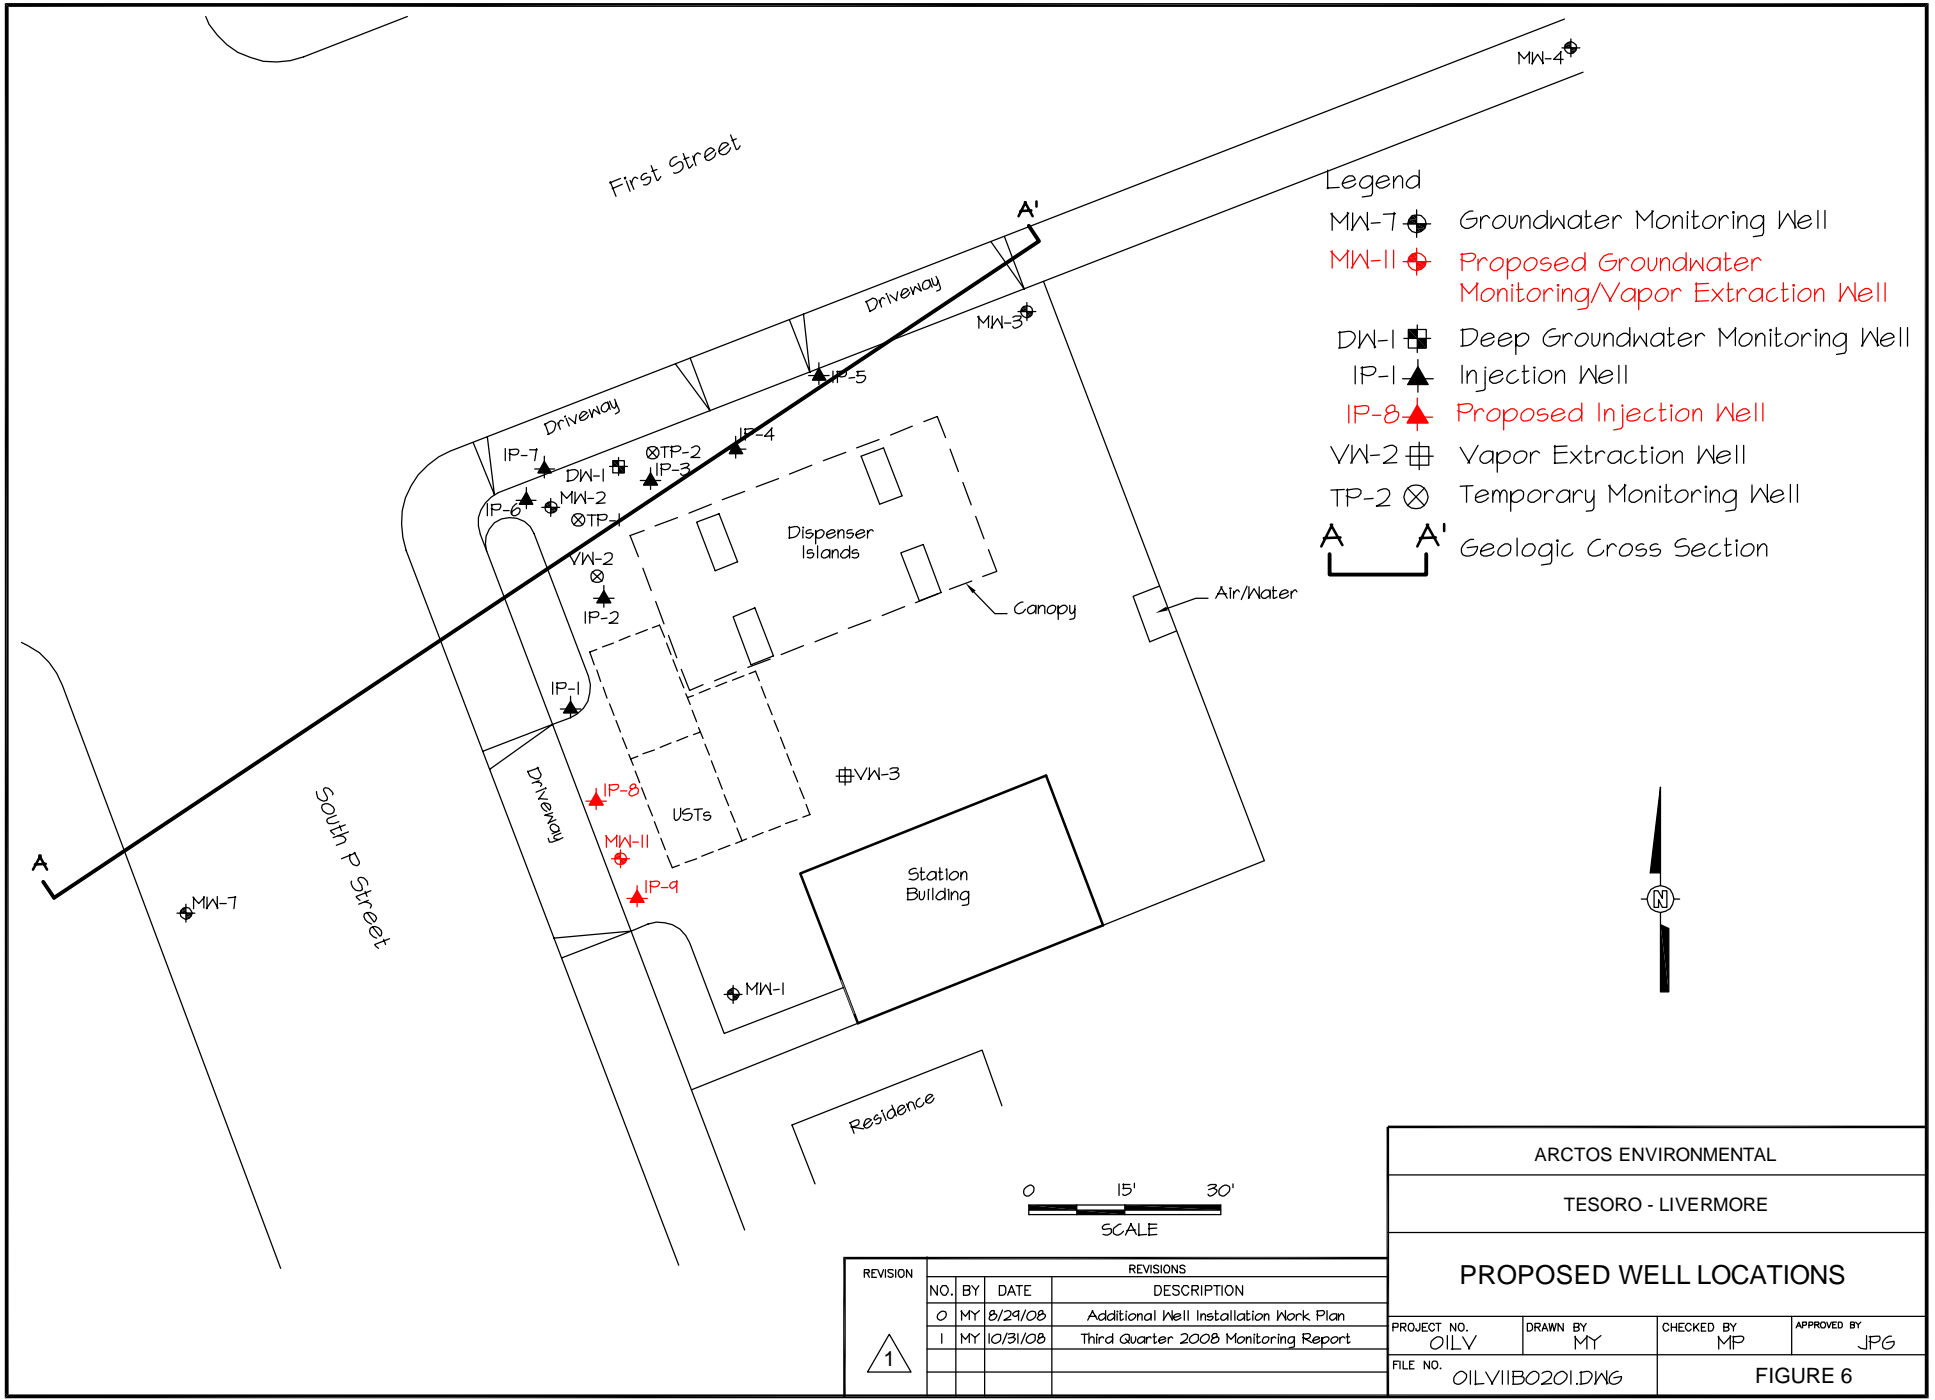 MW-4
First Street
A'
Legend
MW-7 Groundwater Monitoring Well
MW-11 Proposed Groundwater
Monitoring/Vapor Extraction Well
DW-1 Deep Groundwater Monitoring Well
IP-1 Injection Well
IP-8 Proposed Injection Well
VW-2 Vapor Extraction Well
TP-2 Temporary Monitoring Well
A A' Geologic Cross Section
Driveway
MW-3
IP-5
Driveway
IP-4
IP-7
TP-2
DW-1
IP-3
MW-2
IP-6
TP-1
Dispenser
Islands
VW-2
IP-2
Canopy
Air/Water
IP-1
VW-3
Driveway
IP-8
USTs
South P Street
MW-11
A
IP-9
Station
Building
MW-7
MW-1
N
Residence
0 15' 30'
SCALE
ARCTOS ENVIRONMENTAL
TESORO - LIVERMORE
PROPOSED WELL LOCATIONS
PROJECT NO.
01LV
DRAWN BY
MY
CHECKED BY
MP
APPROVED BY
JPG
FILE NO.
01LV11B0201.DWG
FIGURE 6
REVISION
1
REVISIONS
NO. BY DATE DESCRIPTION
0 MY 8/29/08 Additional Well Installation Work Plan
1 MY 10/31/08 Third Quarter 2008 Monitoring Report